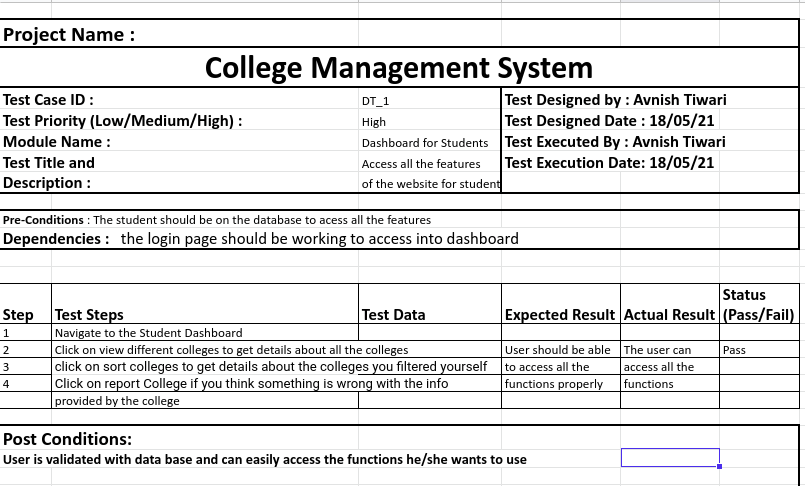 Project Name :
College Management System
Test Case ID : DT_1 Test Designed by : Avnish Tiwari
Test Priority (Low/Medium/High) : High Test Designed Date : 18/05/21
Module Name : Dashboard for Students Test Executed By : Avnish Tiwari
Test Title and Access all the features Test Execution Date: 18/05/21
Description : of the website for student
Pre-Conditions : The student should be on the database to acess all the features
Dependencies : the login page should be working to access into dashboard
Status
Step Test Steps Test Data Expected Result Actual Result (Pass/Fail)
1 Navigate to the Student Dashboard
2 Click on view different colleges to get details about all the colleges User should be able The user can Pass
3 click on sort colleges to get details about the colleges you filtered yourself to access all the access all the
4 Click on report College if you think something is wrong with the info functions properly functions
provided by the college
Post Conditions:
User is validated with data base and can easily access the functions he/she wants to use